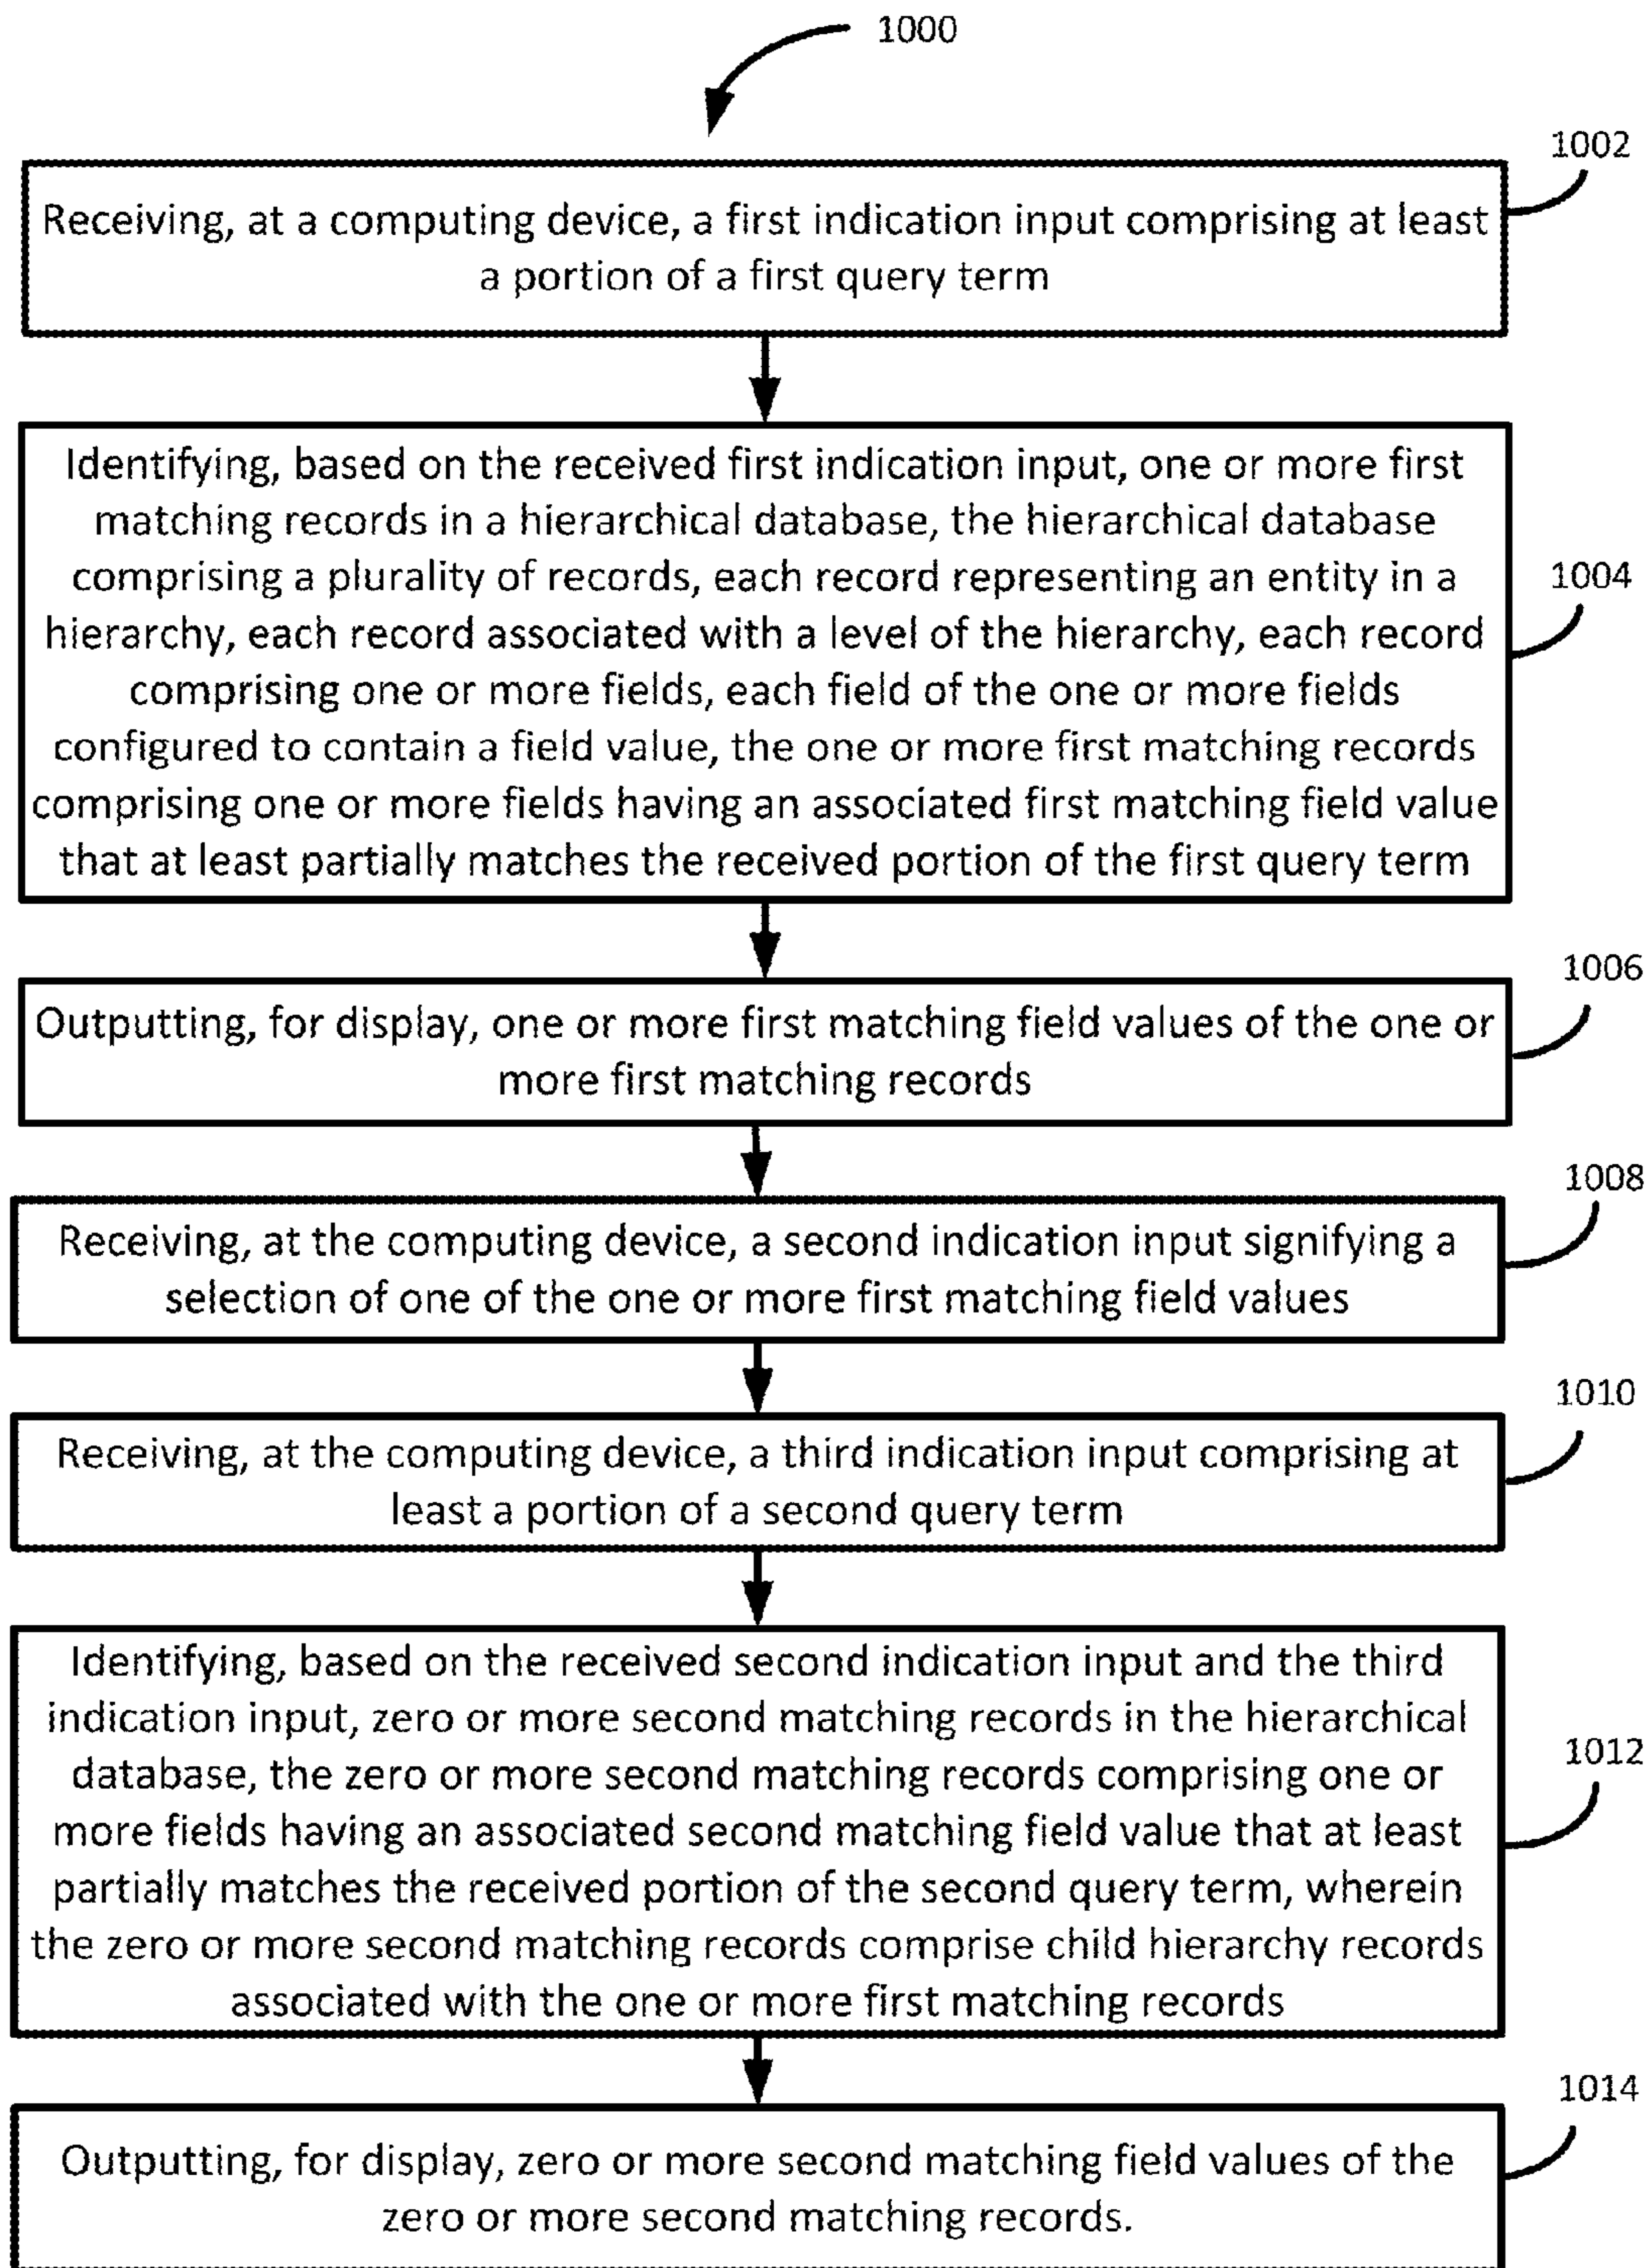 1000
1002
Receiving, at a computing device, a first indication input comprising at least
a portion of a first query term
Identifying, based on the received first indication input, one or more first
matching records in a hierarchical database, the hierarchical database
comprising a plurality of records, each record representing an entity in a
hierarchy, each record associated with a level of the hierarchy, each record
comprising one or more fields, each field of the one or more fields
configured to contain a field value, the one or more first matching records
comprising one or more fields having an associated first matching field value
that at least partially matches the received portion of the first query term
1004
1006
Outputting, for display, one or more first matching field values of the one or
more first matching records
1008
Receiving, at the computing device, a second indication input signifying a
selection of one of the one or more first matching field values
1010
Receiving, at the computing device, a third indication input comprising at
least a portion of a second query term
Identifying, based on the received second indication input and the third
indication input, zero or more second matching records in the hierarchical
database, the zero or more second matching records comprising one or
more fields having an associated second matching field value that at least
partially matches the received portion of the second query term, wherein
the zero or more second matching records comprise child hierarchy records
associated with the one or more first matching records
1012
1014
Outputting, for display, zero or more second matching field values of the
zero or more second matching records.